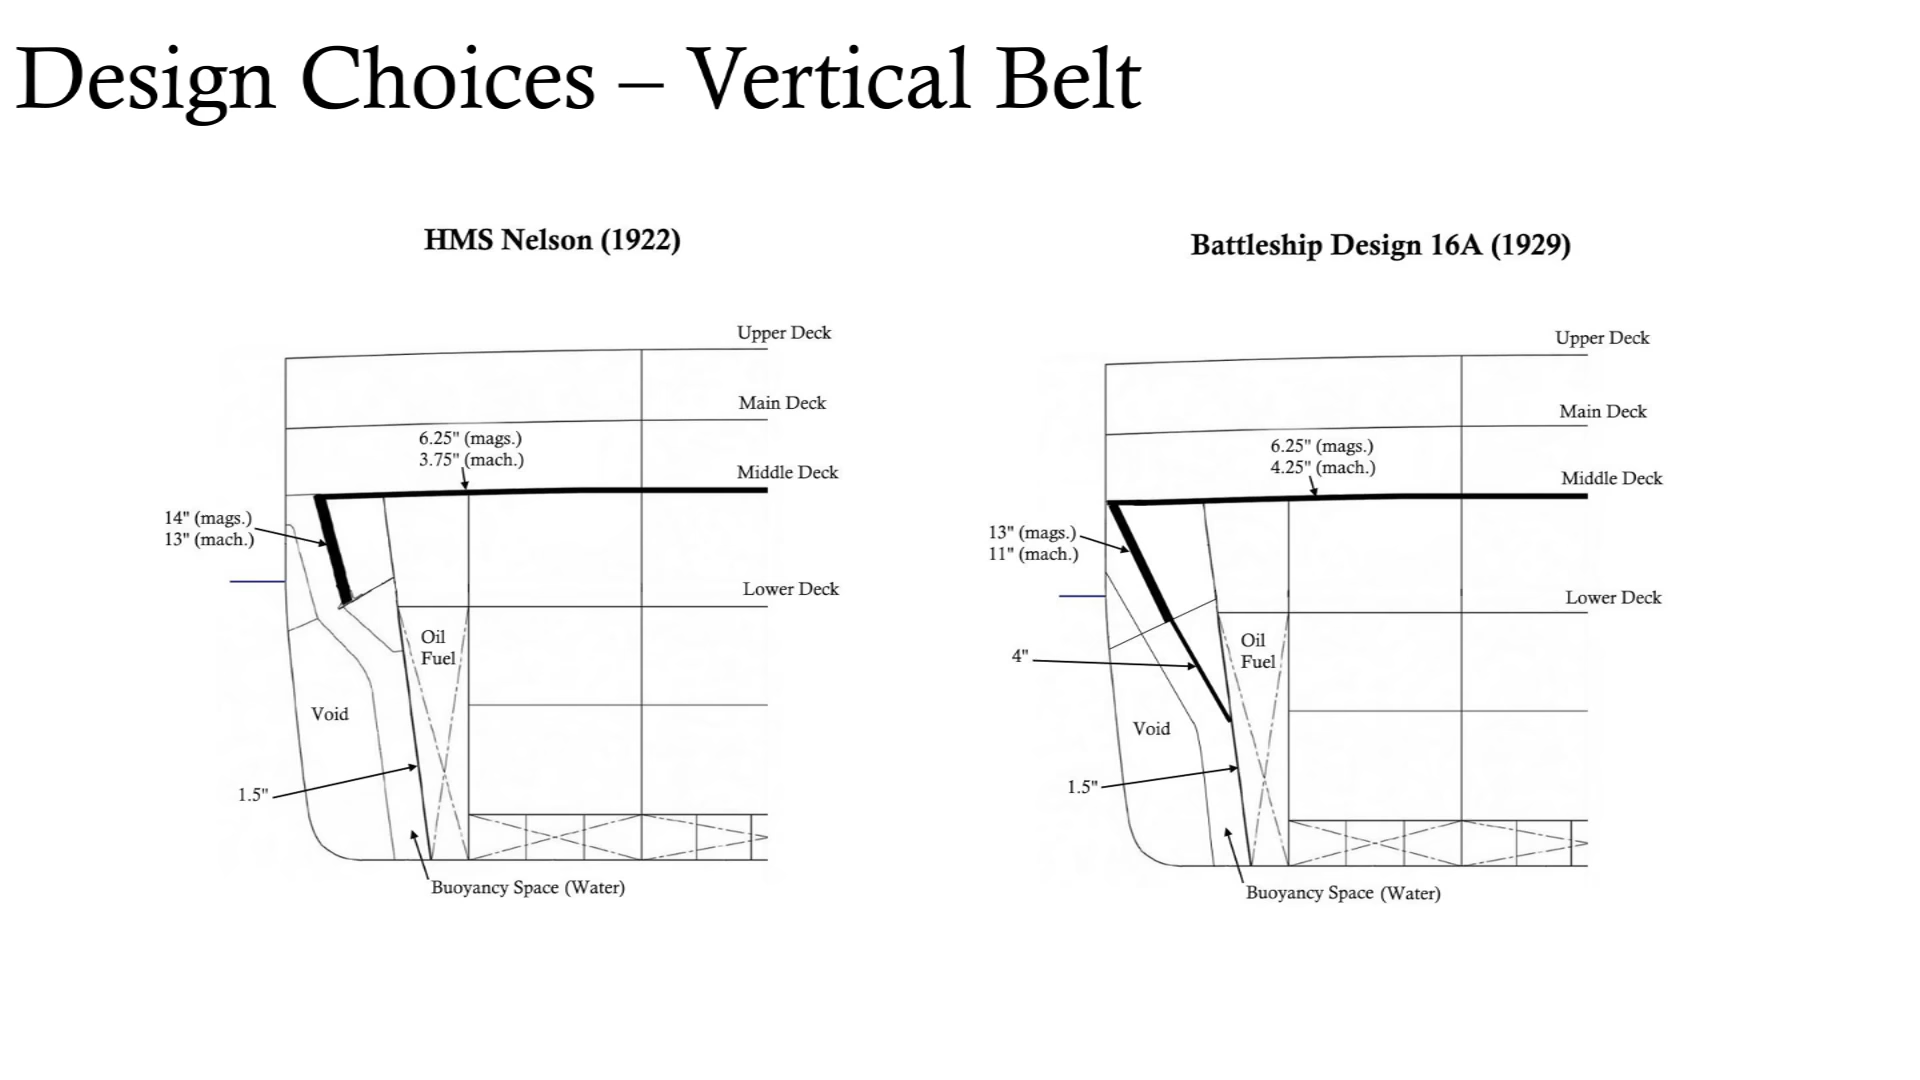 Design Choices – Vertical Belt
HMS Nelson (1922)
Upper Deck
Main Deck
6.25" (mags.)
3.75" (mach.)
Middle Deck
14" (mags.)
13" (mach.)
Lower Deck
Oil
Fuel
Void
1.5"
Buoyancy Space (Water)
Battleship Design 16A (1929)
Upper Deck
Main Deck
6.25" (mags.)
4.25" (mach.)
Middle Deck
13" (mags.)
11" (mach.)
Lower Deck
Oil
Fuel
4"
Void
1.5"
Buoyancy Space (Water)